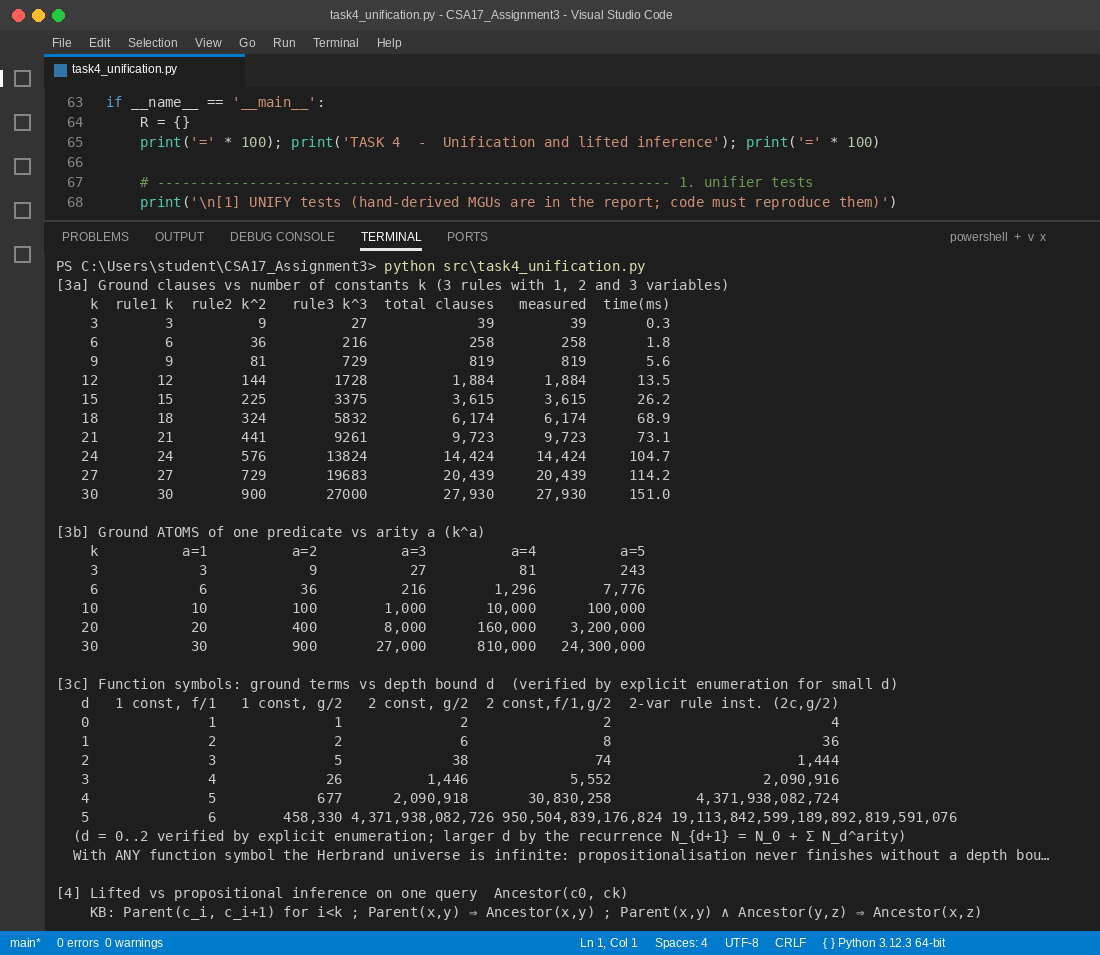 task4_unification.py - CSA17_Assignment3 - Visual Studio Code
File Edit Selection View Go Run Terminal Help
task4_unification.py
63 if __name__ == '__main__':
64     R = {}
65     print('=' * 100); print('TASK 4  -  Unification and lifted inference'); print('=' * 100)
66
67     # ------------------------------------------------------------- 1. unifier tests
68     print('\n[1] UNIFY tests (hand-derived MGUs are in the report; code must reproduce them)')
PROBLEMS OUTPUT DEBUG CONSOLE TERMINAL PORTS powershell + v x
PS C:\Users\student\CSA17_Assignment3> python src\task4_unification.py
[3a] Ground clauses vs number of constants k (3 rules with 1, 2 and 3 variables)
k rule1 k rule2 k^2 rule3 k^3 total clauses measured time(ms)
3 3 9 27 39 39 0.3
6 6 36 216 258 258 1.8
9 9 81 729 819 819 5.6
12 12 144 1728 1,884 1,884 13.5
15 15 225 3375 3,615 3,615 26.2
18 18 324 5832 6,174 6,174 68.9
21 21 441 9261 9,723 9,723 73.1
24 24 576 13824 14,424 14,424 104.7
27 27 729 19683 20,439 20,439 114.2
30 30 900 27000 27,930 27,930 151.0
[3b] Ground ATOMS of one predicate vs arity a (k^a)
k a=1 a=2 a=3 a=4 a=5
3 3 9 27 81 243
6 6 36 216 1,296 7,776
10 10 100 1,000 10,000 100,000
20 20 400 8,000 160,000 3,200,000
30 30 900 27,000 810,000 24,300,000
[3c] Function symbols: ground terms vs depth bound d  (verified by explicit enumeration for small d)
d 1 const, f/1 1 const, g/2 2 const, g/2 2 const,f/1,g/2 2-var rule inst. (2c,g/2)
0 1 1 2 2 4
1 2 2 6 8 36
2 3 5 38 74 1,444
3 4 26 1,446 5,552 2,090,916
4 5 677 2,090,918 30,830,258 4,371,938,082,724
5 6 458,330 4,371,938,082,726 950,504,839,176,824 19,113,842,599,189,892,819,591,076
(d = 0..2 verified by explicit enumeration; larger d by the recurrence N_{d+1} = N_0 + Σ N_d^arity)
With ANY function symbol the Herbrand universe is infinite: propositionalisation never finishes without a depth bou…
[4] Lifted vs propositional inference on one query  Ancestor(c0, ck)
KB: Parent(c_i, c_i+1) for i<k ; Parent(x,y) ⇒ Ancestor(x,y) ; Parent(x,y) ∧ Ancestor(y,z) ⇒ Ancestor(x,z)
main* 0 errors 0 warnings Ln 1, Col 1 Spaces: 4 UTF-8 CRLF { } Python 3.12.3 64-bit